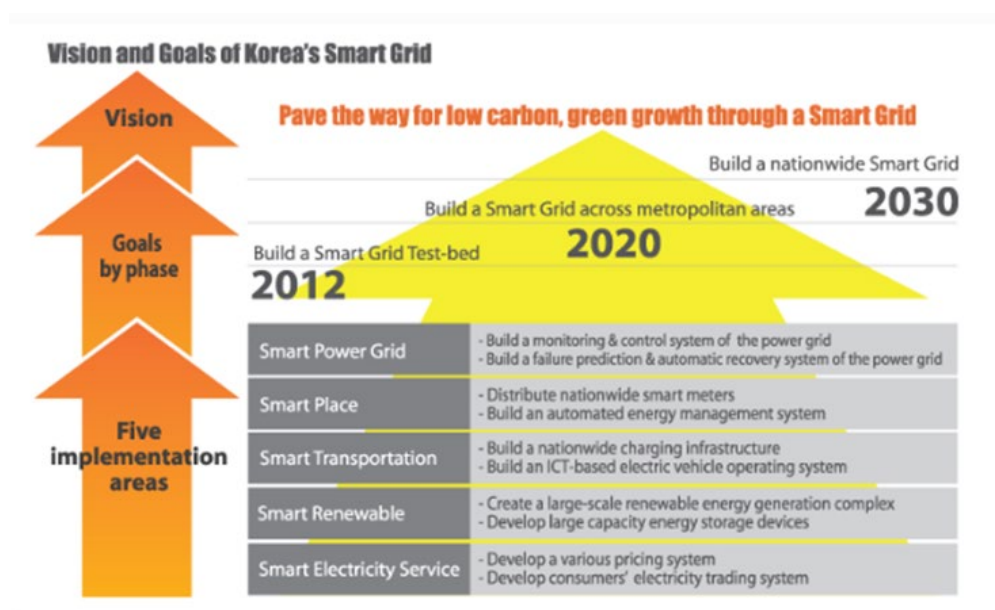 Vision and Goals of Korea's Smart Grid
Vision
Pave the way for low carbon, green growth through a Smart Grid
Build a nationwide Smart Grid
2030
Build a Smart Grid across metropolitan areas
2020
Goals
by phase
Build a Smart Grid Test-bed
2012
Five
implementation
areas
Smart Power Grid
- Build a monitoring & control system of the power grid
- Build a failure prediction & automatic recovery system of the power grid
Smart Place
- Distribute nationwide smart meters
- Build an automated energy management system
Smart Transportation
- Build a nationwide charging infrastructure
- Build an ICT-based electric vehicle operating system
Smart Renewable
- Create a large-scale renewable energy generation complex
- Develop large capacity energy storage devices
Smart Electricity Service
- Develop a various pricing system
- Develop consumers' electricity trading system